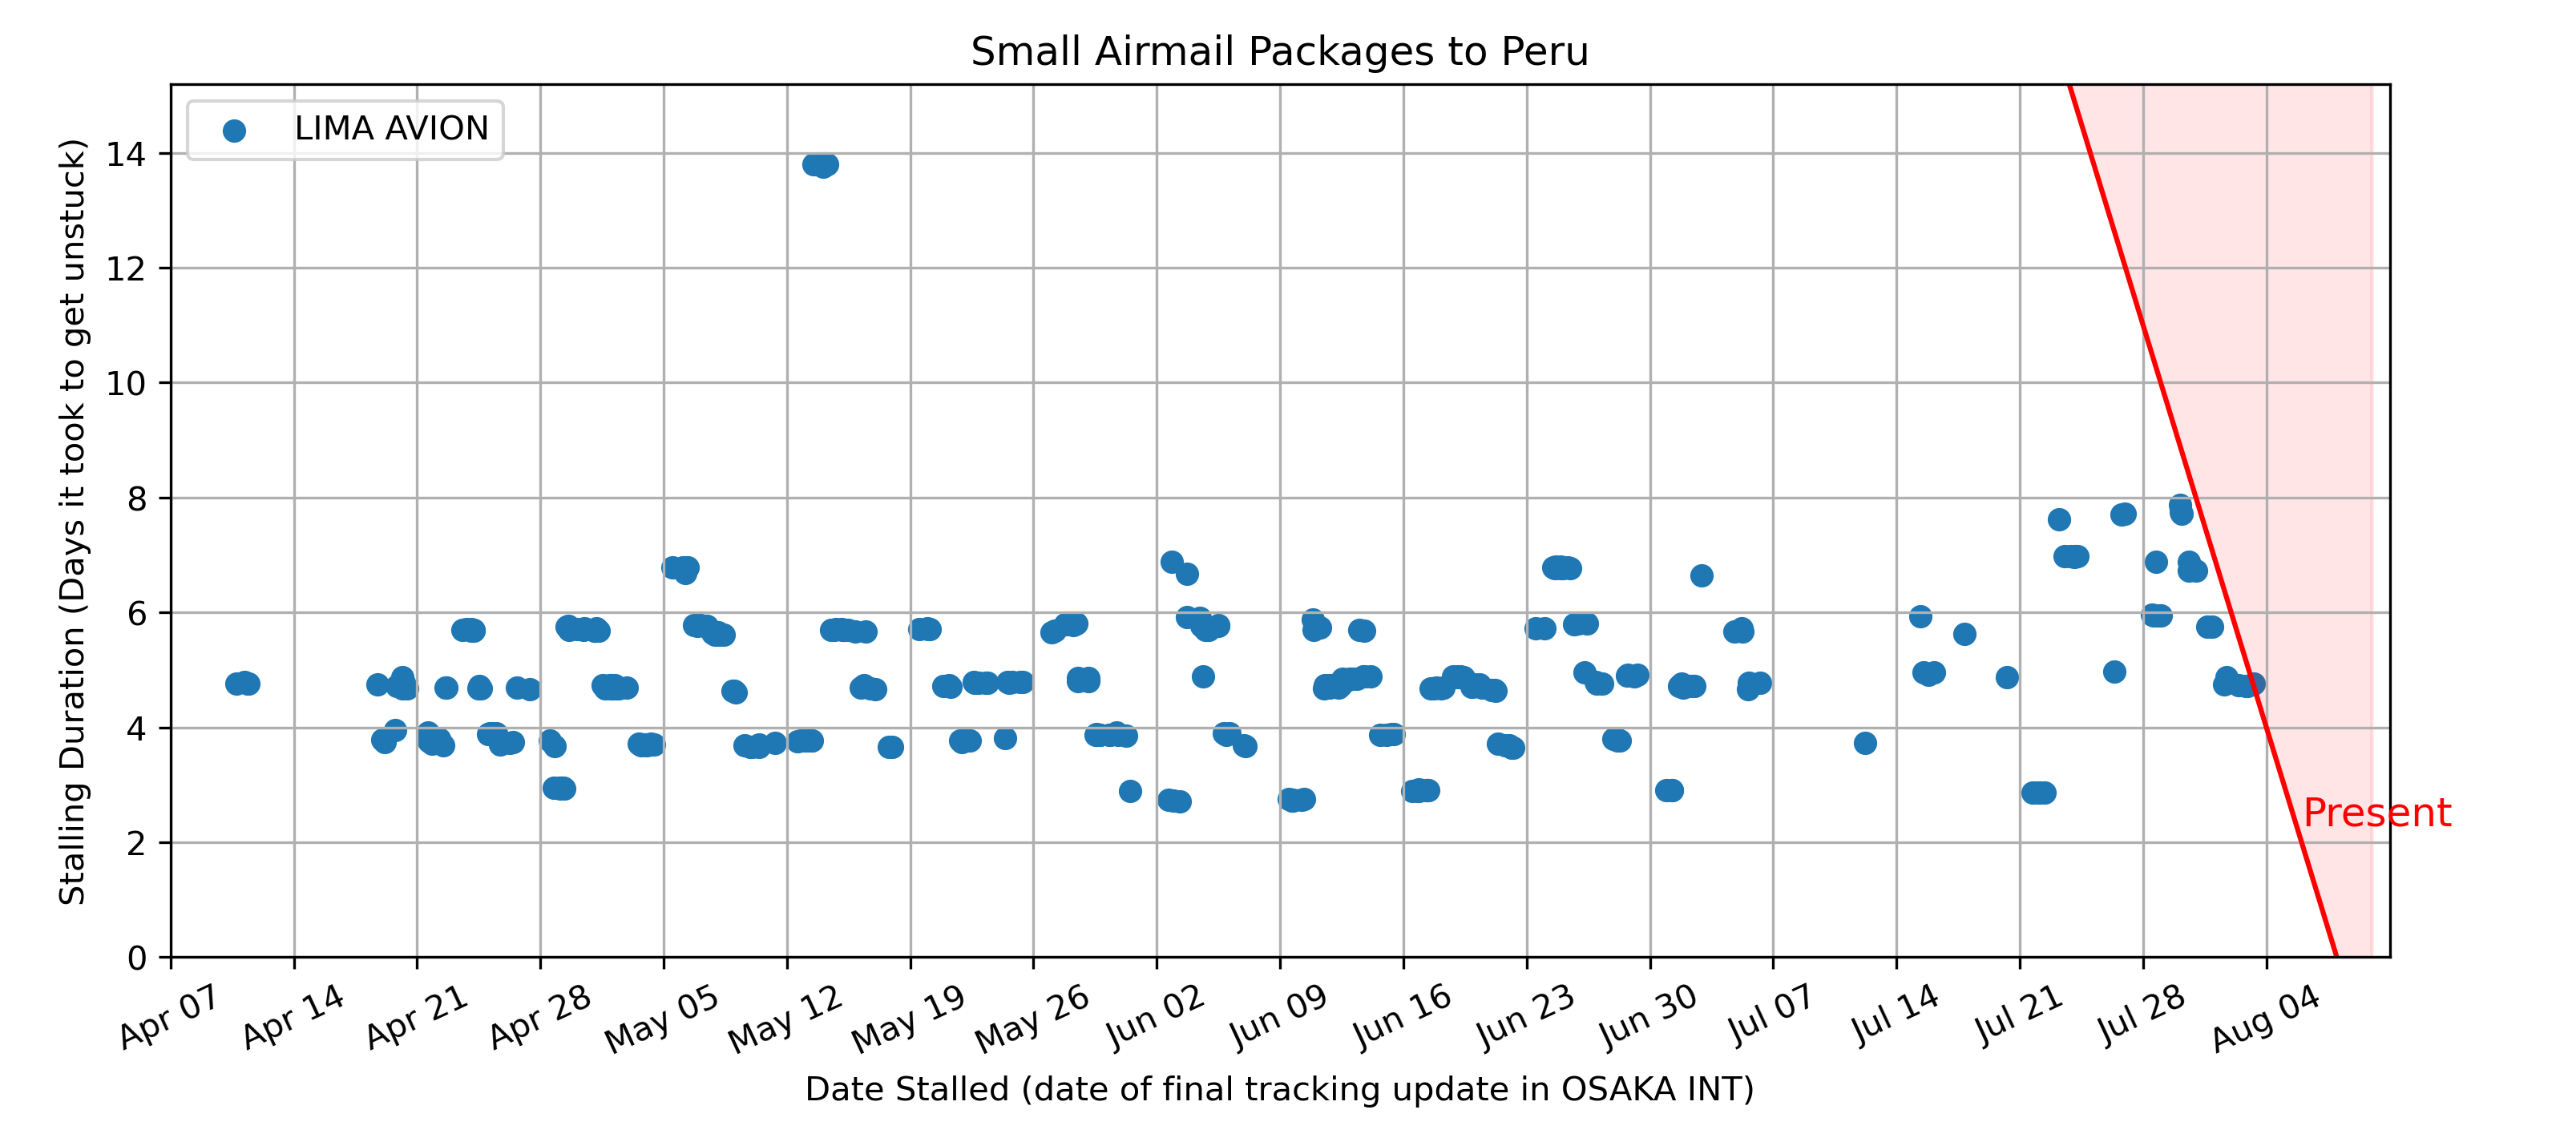 Small Airmail Packages to Peru
LIMA AVION
Stalling Duration (Days it took to get unstuck)
14
12
10
8
6
4
2
0
Present
Apr 07
Apr 14
Apr 21
Apr 28
May 05
May 12
May 19
May 26
Jun 02
Jun 09
Jun 16
Jun 23
Jun 30
Jul 07
Jul 14
Jul 21
Jul 28
Aug 04
Date Stalled (date of final tracking update in OSAKA INT)